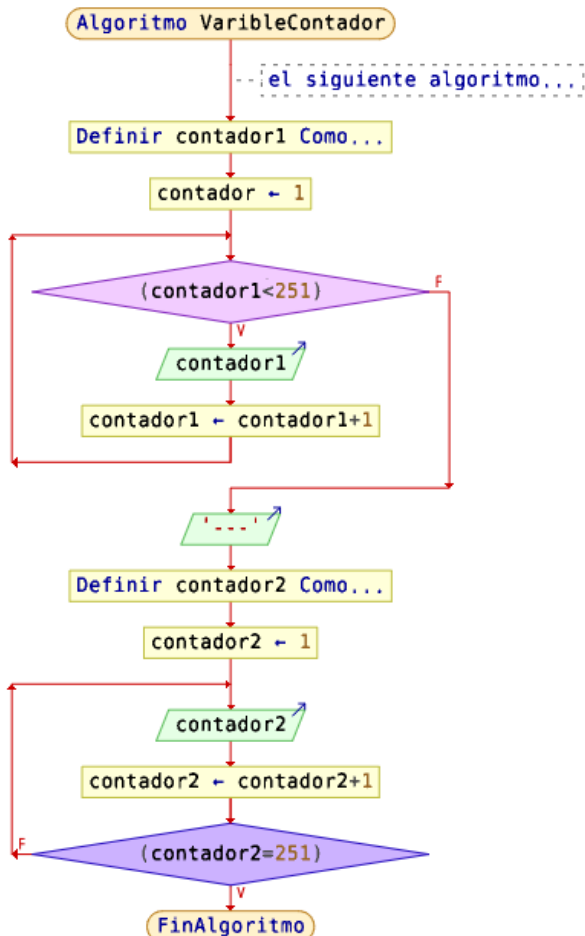 Algoritmo VaribleContador
el siguiente algoritmo...
Definir contador1 Como...
contador ← 1
(contador1<251)
F
V
contador1
contador1 ← contador1+1
'---'
Definir contador2 Como...
contador2 ← 1
contador2
contador2 ← contador2+1
F
(contador2=251)
V
FinAlgoritmo